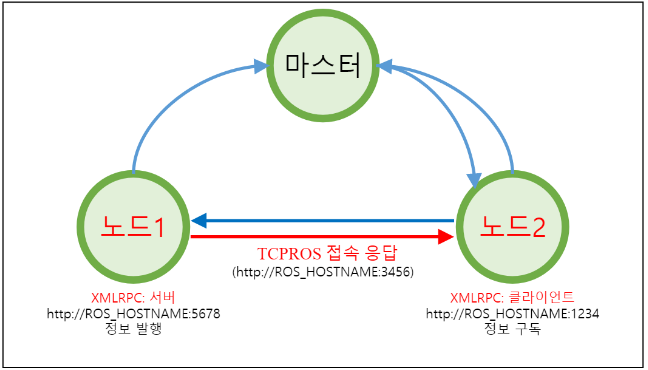 마스터
노드1
노드2
TCPROS 접속 응답
(http://ROS_HOSTNAME:3456)
XMLRPC: 서버
http://ROS_HOSTNAME:5678
정보 발행
XMLRPC: 클라이언트
http://ROS_HOSTNAME:1234
정보 구독